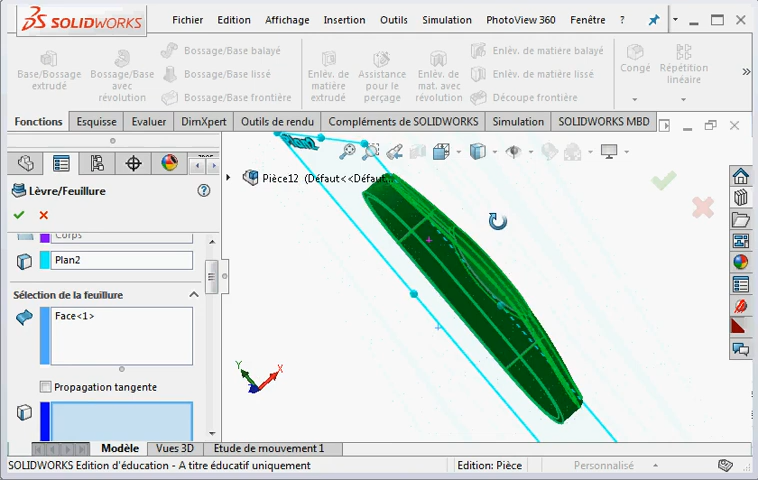 SOLIDWORKS
Fichier Edition Affichage Insertion Outils Simulation PhotoView 360 Fenêtre ?
Base/Bossage extrudé
Bossage/Base avec révolution
Bossage/Base balayé
Bossage/Base lissé
Bossage/Base frontière
Enlèv. de matière extrudé
Assistance pour le perçage
Enlèv. de mat. avec révolution
Enlèv. de matière balayé
Enlèv. de matière lissé
Découpe frontière
Congé
Répétition linéaire
Fonctions Esquisse Evaluer DimXpert Outils de rendu Compléments de SOLIDWORKS Simulation SOLIDWORKS MBD
Pièce12 (Défaut<<Défaut...
Lèvre/Feuillure
Corps
Plan2
Sélection de la feuillure
Face<1>
Propagation tangente
Y X
Modèle Vues 3D Etude de mouvement 1
SOLIDWORKS Edition d'éducation - A titre éducatif uniquement Edition: Pièce Personnalisé